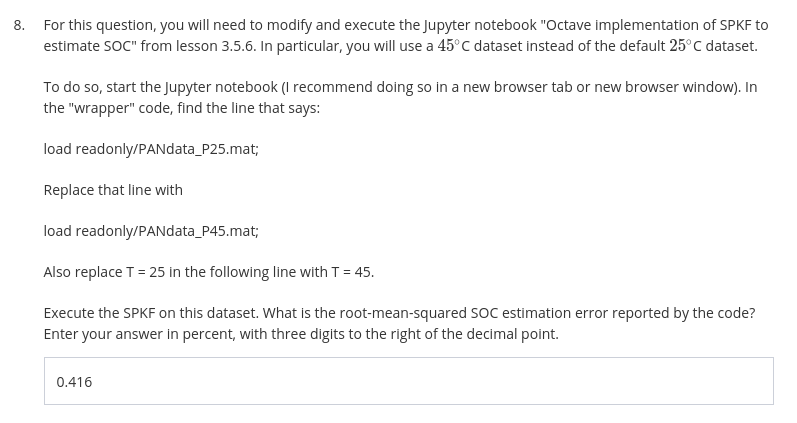 8. For this question, you will need to modify and execute the Jupyter notebook "Octave implementation of SPKF to
estimate SOC" from lesson 3.5.6. In particular, you will use a 45°C dataset instead of the default 25°C dataset.
To do so, start the Jupyter notebook (I recommend doing so in a new browser tab or new browser window). In
the "wrapper" code, find the line that says:
load readonly/PANdata_P25.mat;
Replace that line with
load readonly/PANdata_P45.mat;
Also replace T = 25 in the following line with T = 45.
Execute the SPKF on this dataset. What is the root-mean-squared SOC estimation error reported by the code?
Enter your answer in percent, with three digits to the right of the decimal point.
0.416